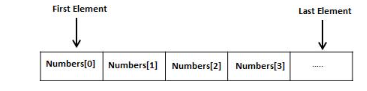 First Element
Last Element
Numbers[0] Numbers[1] Numbers[2] Numbers[3] .....